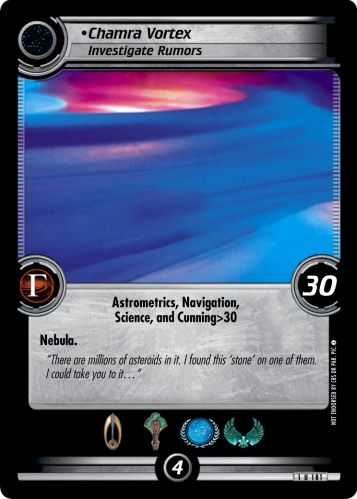 •Chamra Vortex
Investigate Rumors
Γ
30
Astrometrics, Navigation,
Science, and Cunning>30
Nebula.
"There are millions of asteroids in it. I found this 'stone' on one of them.
I could take you to it…"
NOT ENDORSED BY CBS OR PAR. PIC.
4
1 U 181